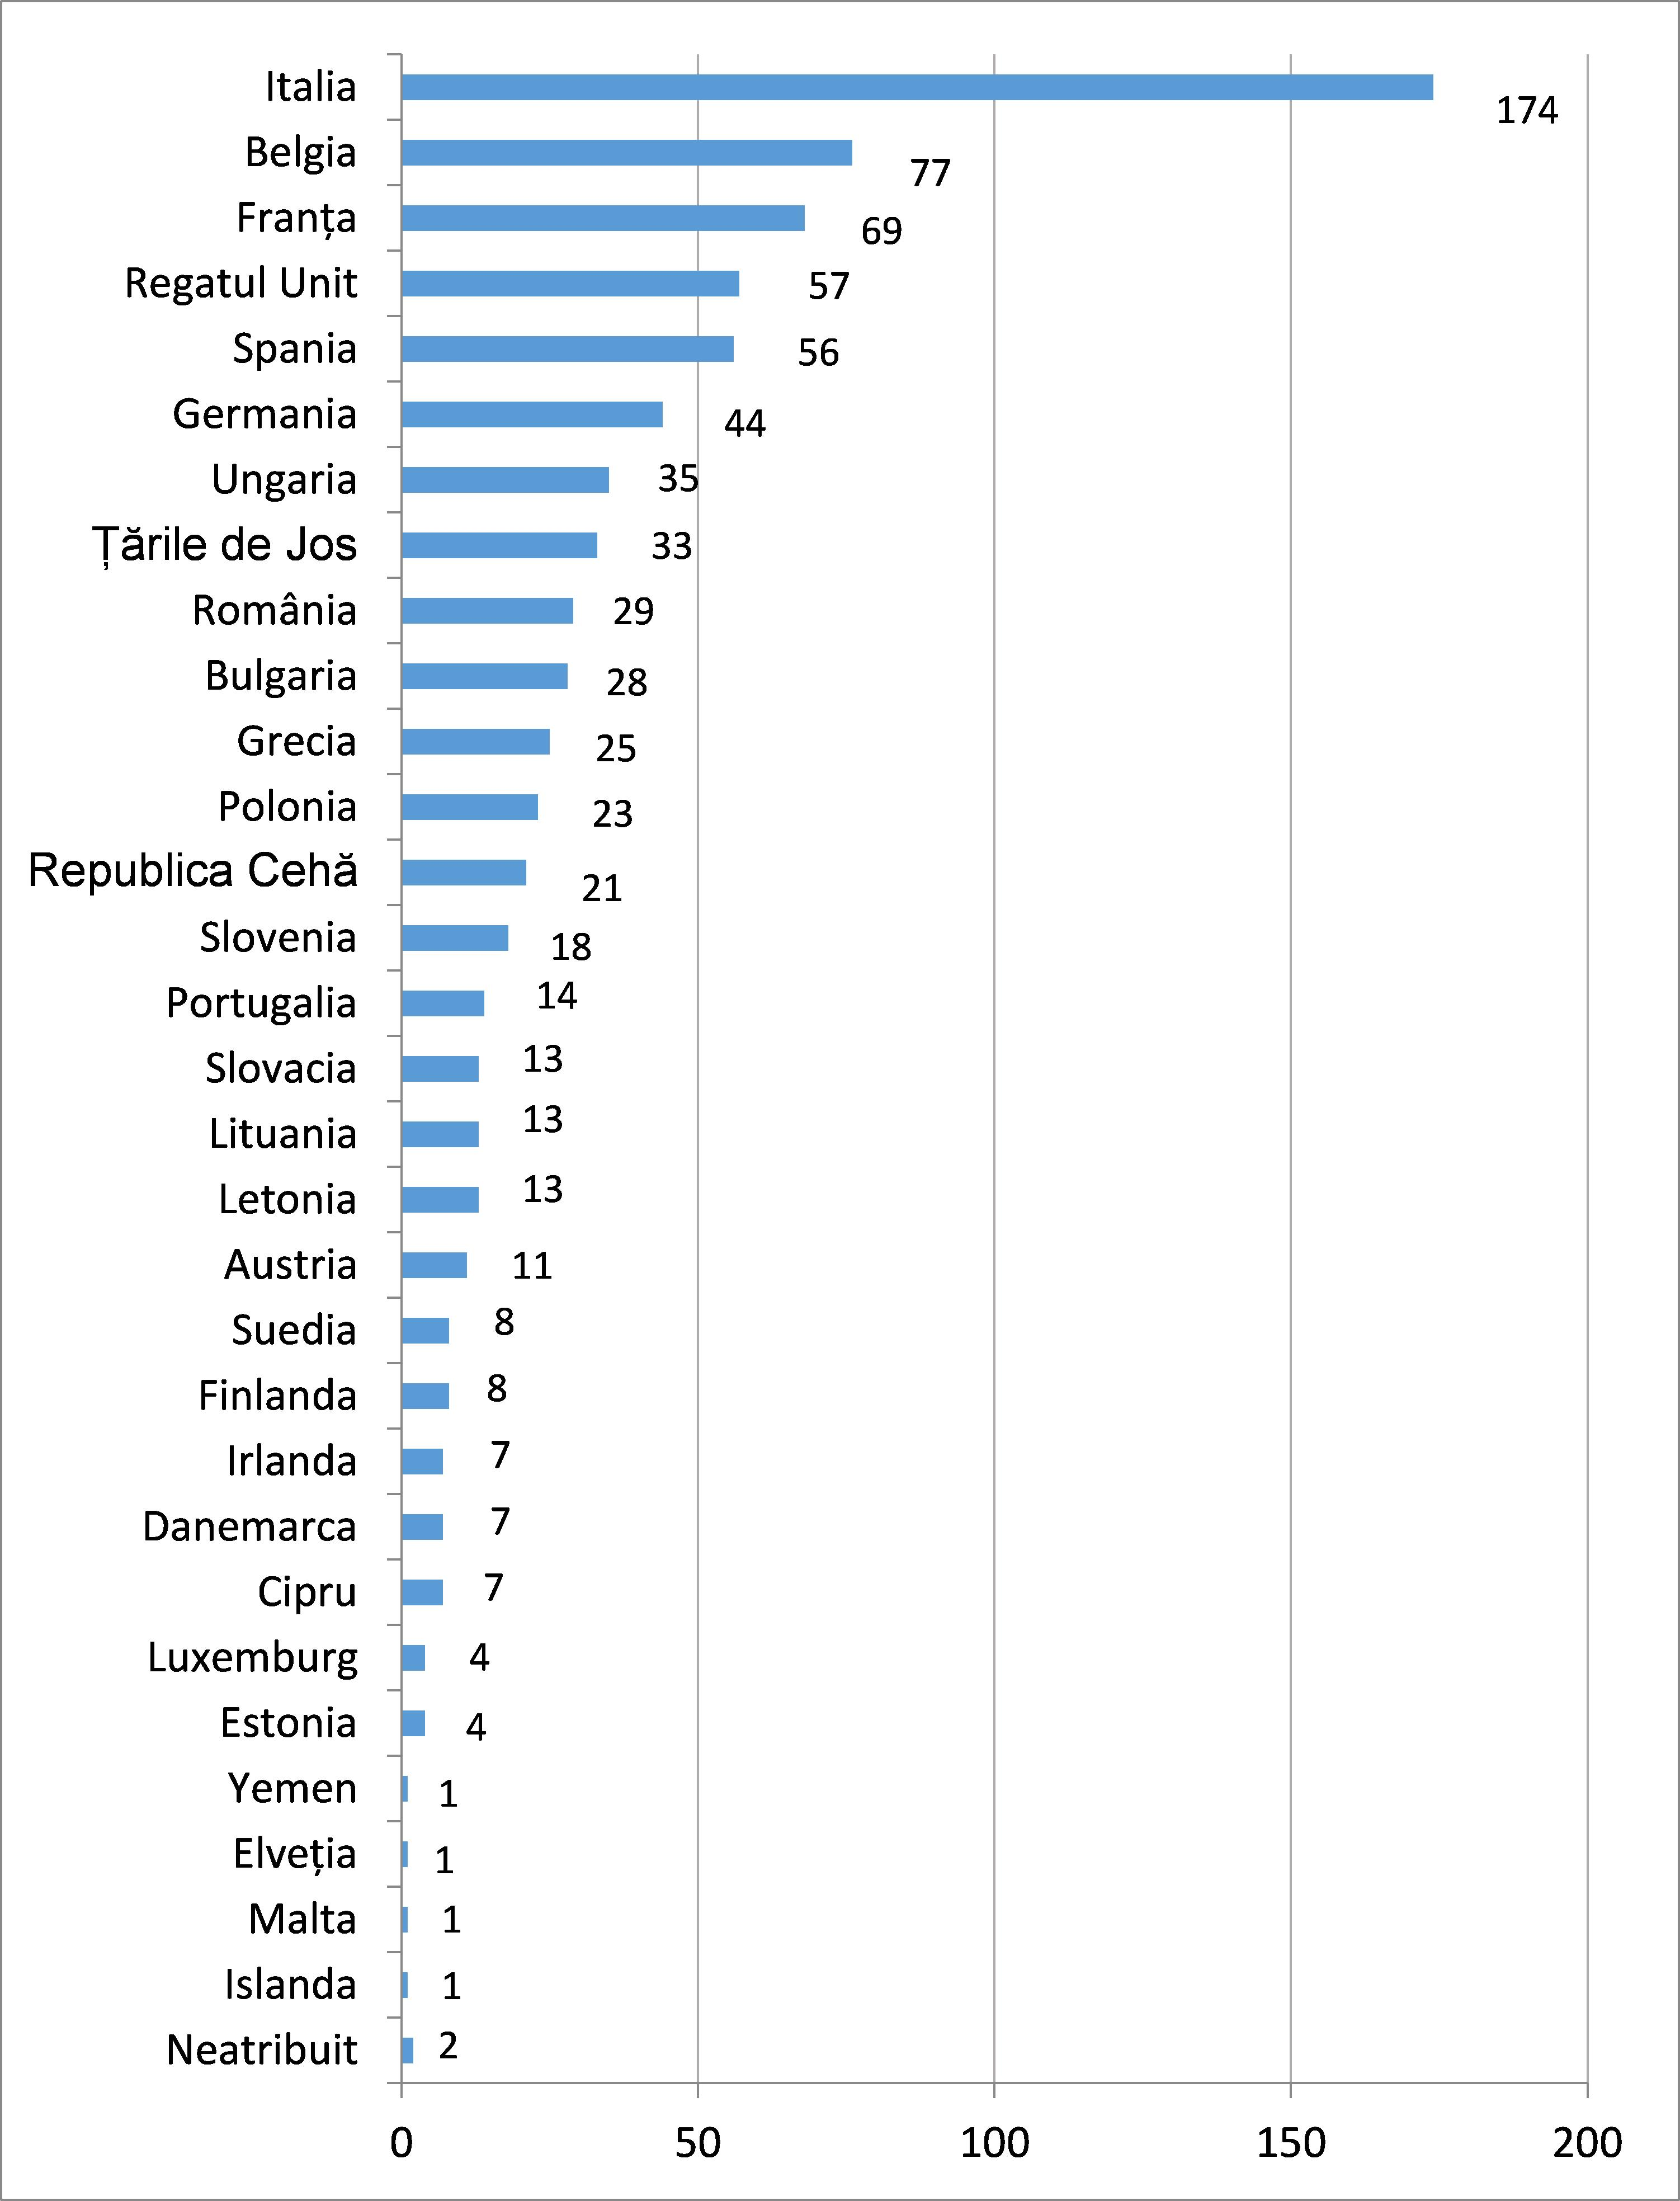 Italia 174
Belgia 77
Franța 69
Regatul Unit 57
Spania 56
Germania 44
Ungaria 35
Țările de Jos 33
România 29
Bulgaria 28
Grecia 25
Polonia 23
Republica Cehă 21
Slovenia 18
Portugalia 14
Slovacia 13
Lituania 13
Letonia 13
Austria 11
Suedia 8
Finlanda 8
Irlanda 7
Danemarca 7
Cipru 7
Luxemburg 4
Estonia 4
Yemen 1
Elveția 1
Malta 1
Islanda 1
Neatribuit 2
0 50 100 150 200